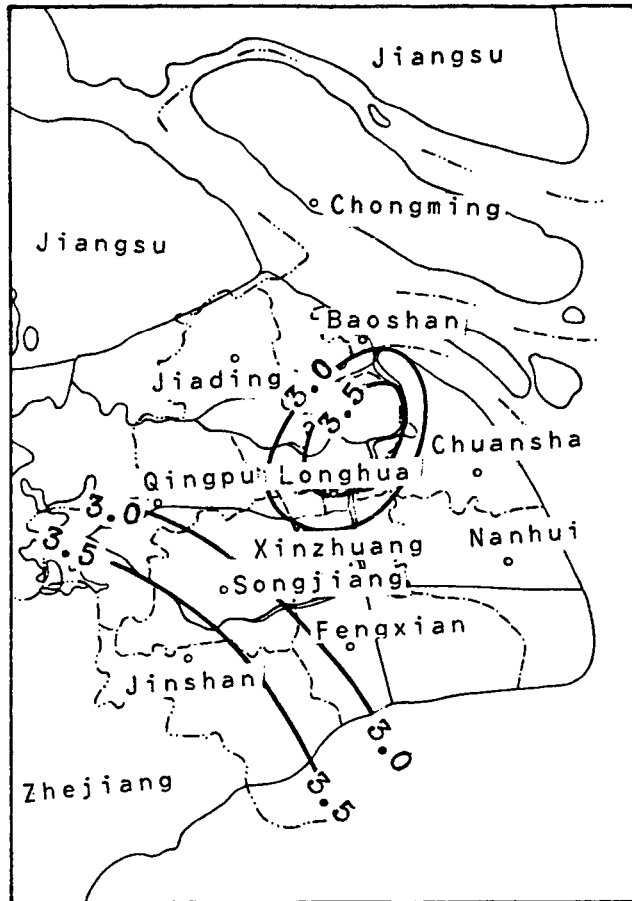 Jiangsu
Chongming
Jiangsu
Baoshan
Jiading
3.0
3.5
Chuansha
Qingpu
Longhua
3.0
3.5
Xinzhuang
Nanhui
Songjiang
Fengxian
Jinshan
3.0
Zhejiang
3.5